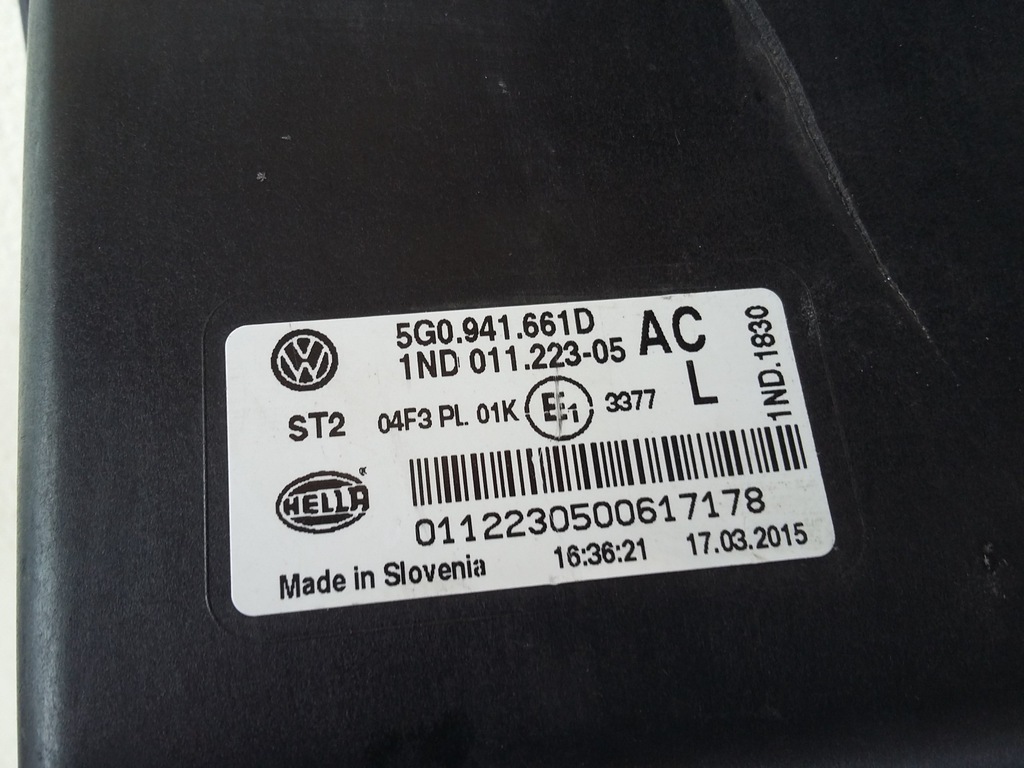 VW
5G0.941.661D
1ND 011.223-05
AC
L
1ND.1830
ST2
04F3 PL. 01K
E1
3377
HELLA®
0112230500617178
Made in Slovenia
16:36:21
17.03.2015